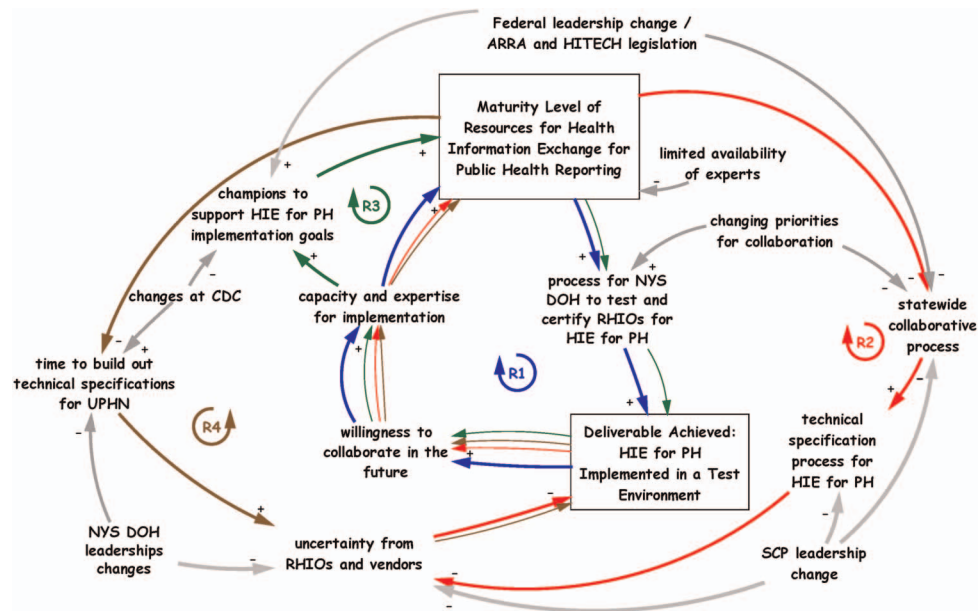 Federal leadership change /
ARRA and HITECH legislation
Maturity Level of
Resources for Health
Information Exchange for
Public Health Reporting
limited availability
of experts
champions to
support HIE for PH
implementation goals
R3
changing priorities
for collaboration
changes at CDC
capacity and expertise
for implementation
process for NYS
DOH to test and
certify RHIOs for
HIE for PH
statewide
collaborative
process
R2
time to build out
technical specifications
for UPHN
R1
R4
willingness to
collaborate in the
future
Deliverable Achieved:
HIE for PH
Implemented in a Test
Environment
technical
specification
process for
HIE for PH
NYS DOH
leaderships
changes
uncertainty from
RHIOs and vendors
SCP leadership
change